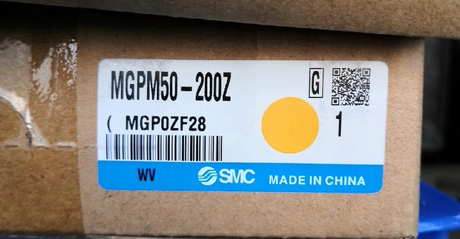 MGPM50-200Z
G
( MGP0ZF28
1
WV
SMC MADE IN CHINA